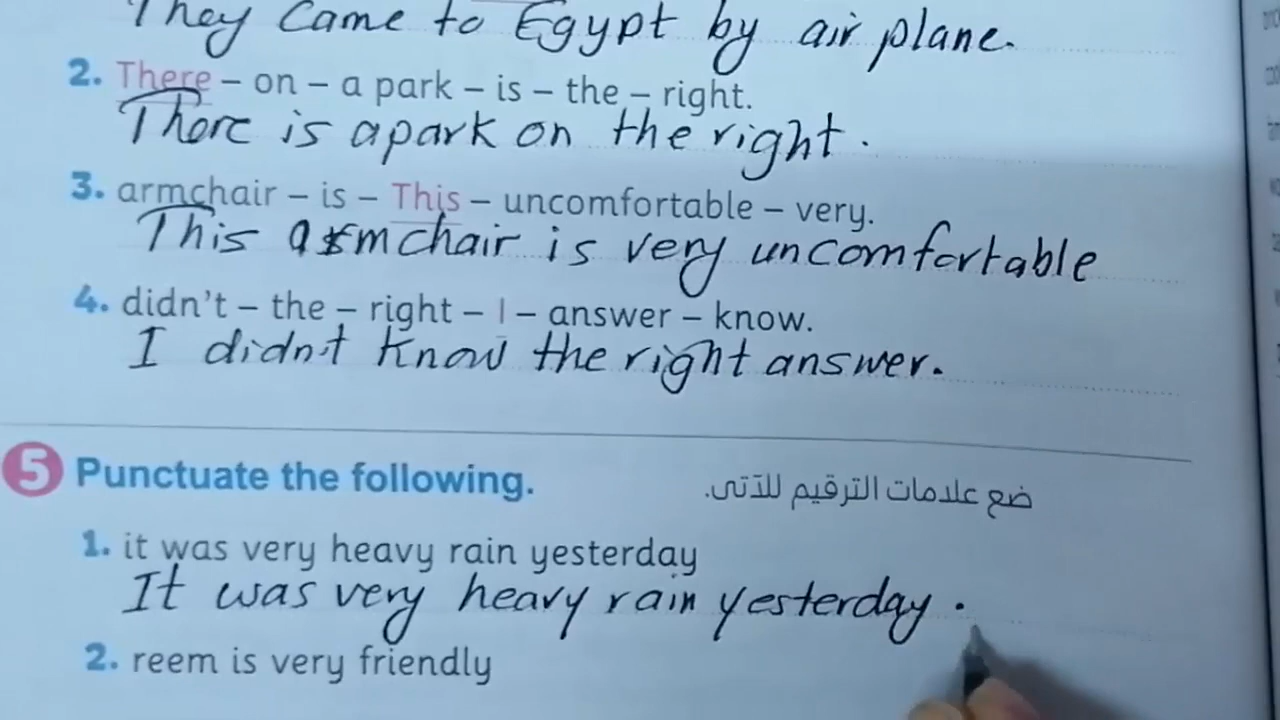 They came to Egypt by air plane.
2. There – on – a park – is – the – right.
There is a park on the right.
3. armchair – is – This – uncomfortable – very.
This armchair is very uncomfortable
4. didn't – the – right – I – answer – know.
I didn't know the right answer.
5 Punctuate the following. ضع علامات الترقيم للآتى.
1. it was very heavy rain yesterday
It was very heavy rain yesterday.
2. reem is very friendly